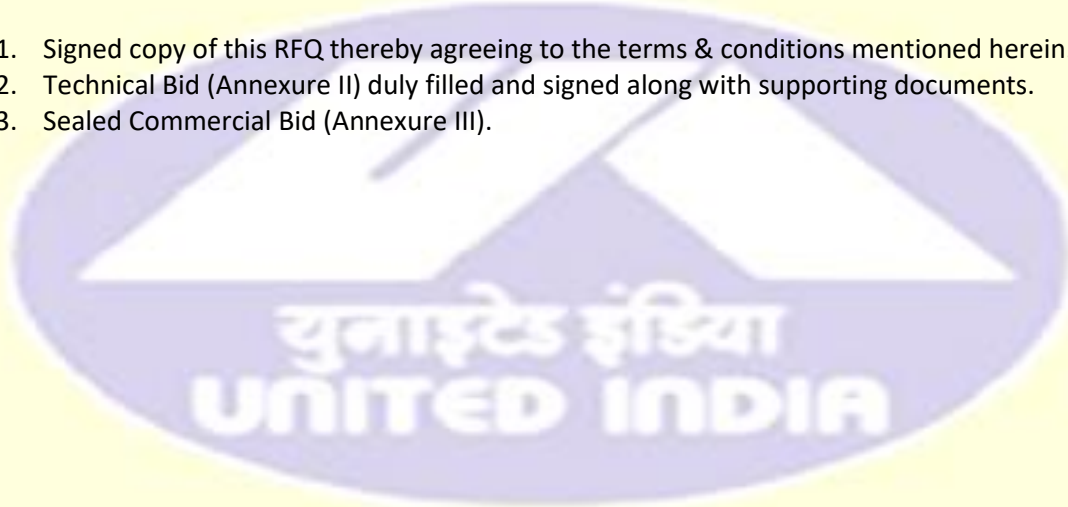 1. Signed copy of this RFQ thereby agreeing to the terms & conditions mentioned herein
2. Technical Bid (Annexure II) duly filled and signed along with supporting documents.
3. Sealed Commercial Bid (Annexure III).
युनाइटेड इंडिया
UNITED INDIA